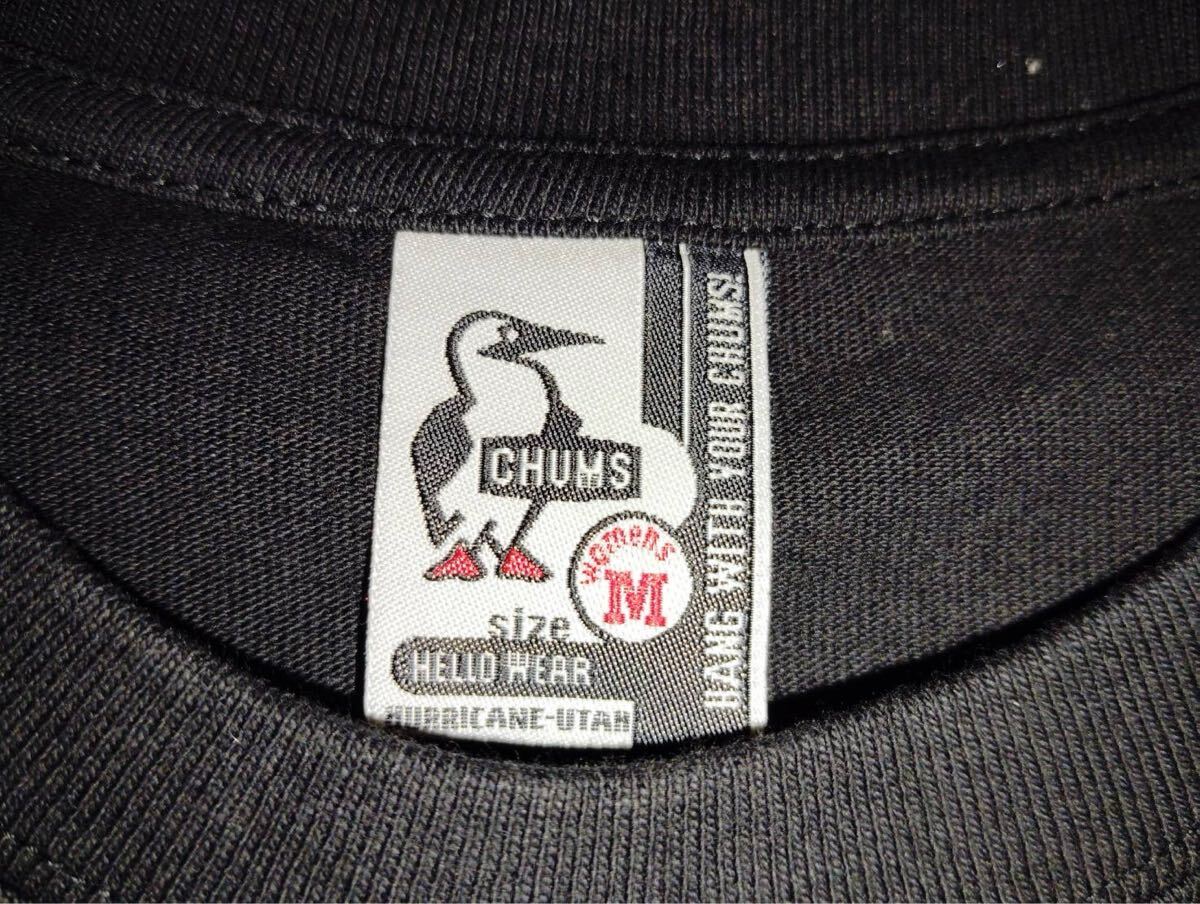 CHUMS
womens
M
size
HELLO WEAR
HURRICANE-UTAH
HANG WITH YOUR CHUMS!